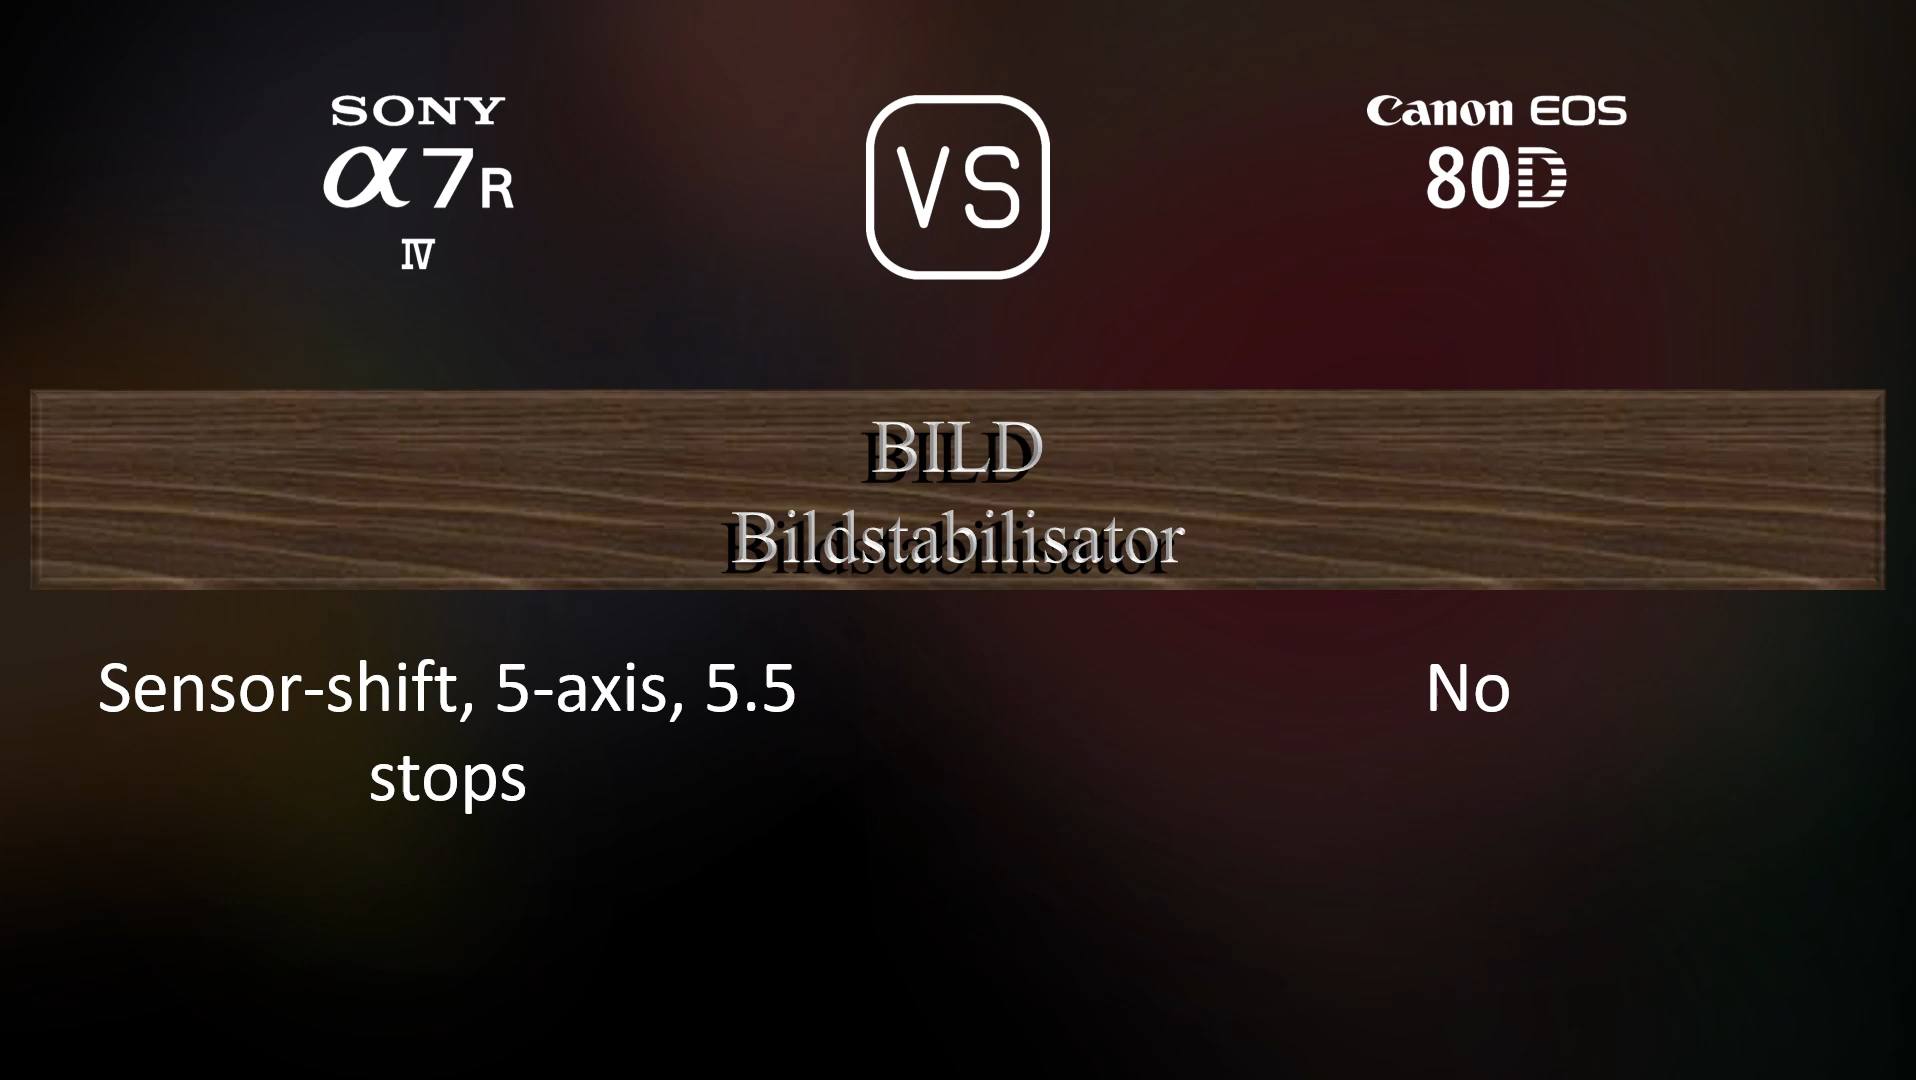 SONY
α7R
IV
VS
Canon EOS
80D
BILD
Bildstabilisator
Sensor-shift, 5-axis, 5.5
stops
No